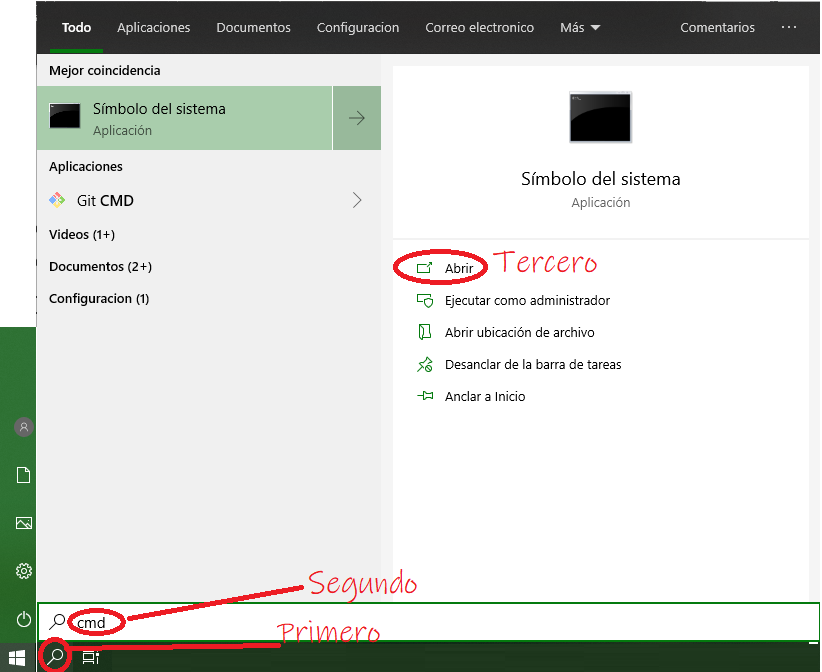 Todo Aplicaciones Documentos Configuracion Correo electronico Más Comentarios ...
Mejor coincidencia
Símbolo del sistema
Aplicación
Aplicaciones
Git CMD
Videos (1+)
Documentos (2+)
Configuracion (1)
Símbolo del sistema
Aplicación
Abrir Tercero
Ejecutar como administrador
Abrir ubicación de archivo
Desanclar de la barra de tareas
Anclar a Inicio
Segundo
cmd
Primero